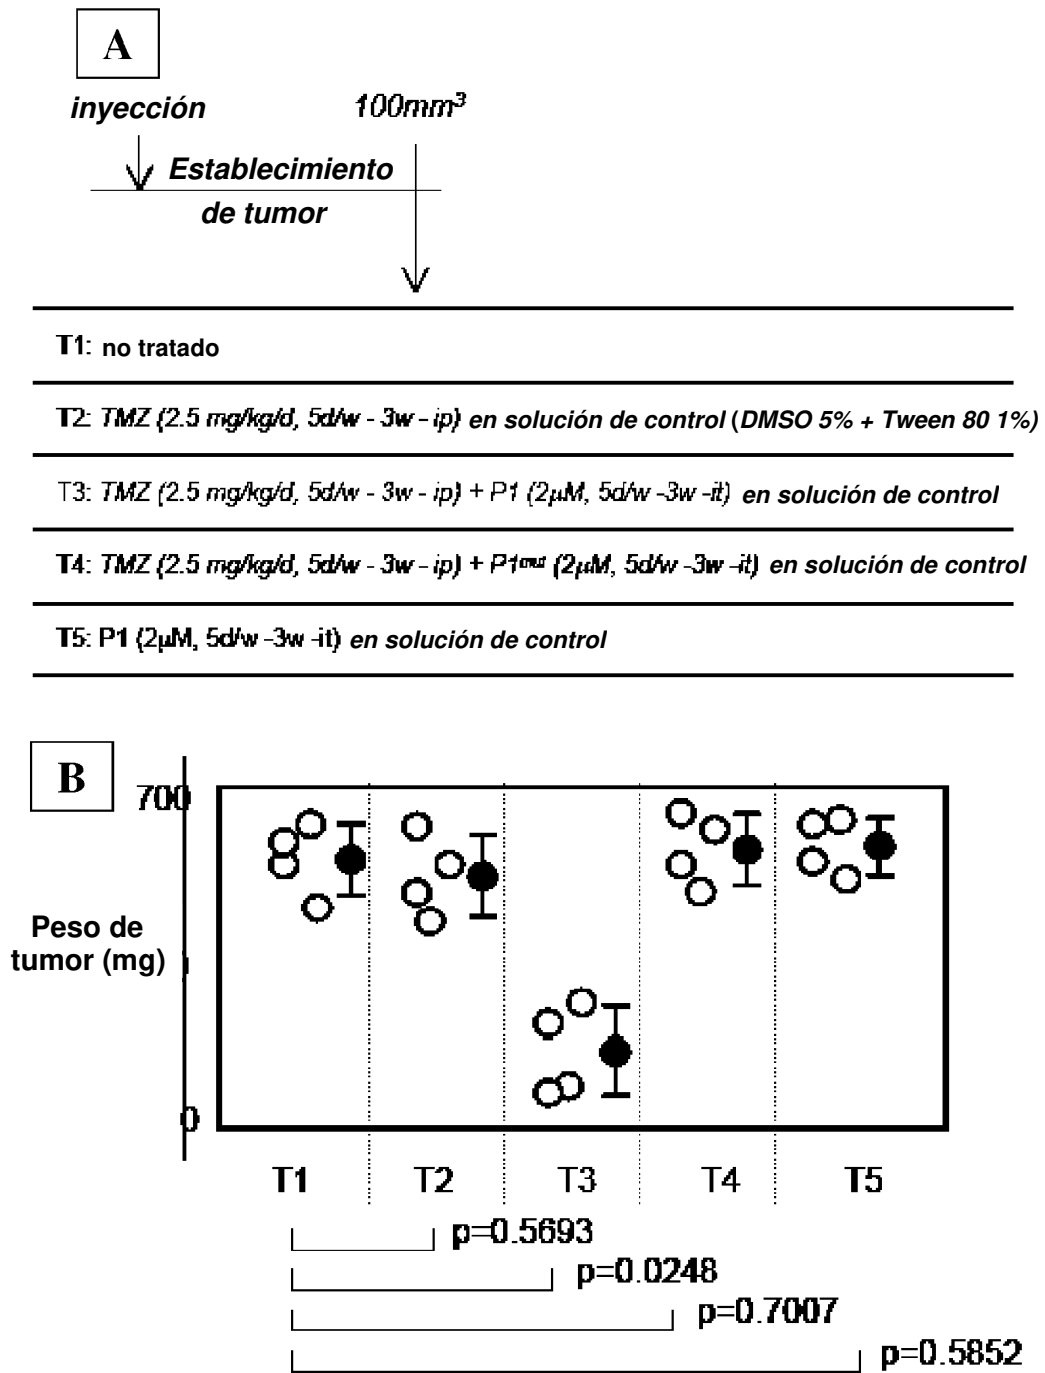 A
inyección 100mm³
Establecimiento
de tumor
T1: no tratado
T2: TMZ (2.5 mg/kg/d, 5d/w - 3w - ip) en solución de control (DMSO 5% + Tween 80 1%)
T3: TMZ (2.5 mg/kg/d, 5d/w - 3w - ip) + P1 (2µM, 5d/w -3w -it) en solución de control
T4: TMZ (2.5 mg/kg/d, 5d/w - 3w - ip) + P1ᵐᵘᵗ (2µM, 5d/w -3w -it) en solución de control
T5: P1 (2µM, 5d/w -3w -it) en solución de control
B
700
Peso de
tumor (mg)
0
T1 T2 T3 T4 T5
p=0.5693
p=0.0248
p=0.7007
p=0.5852